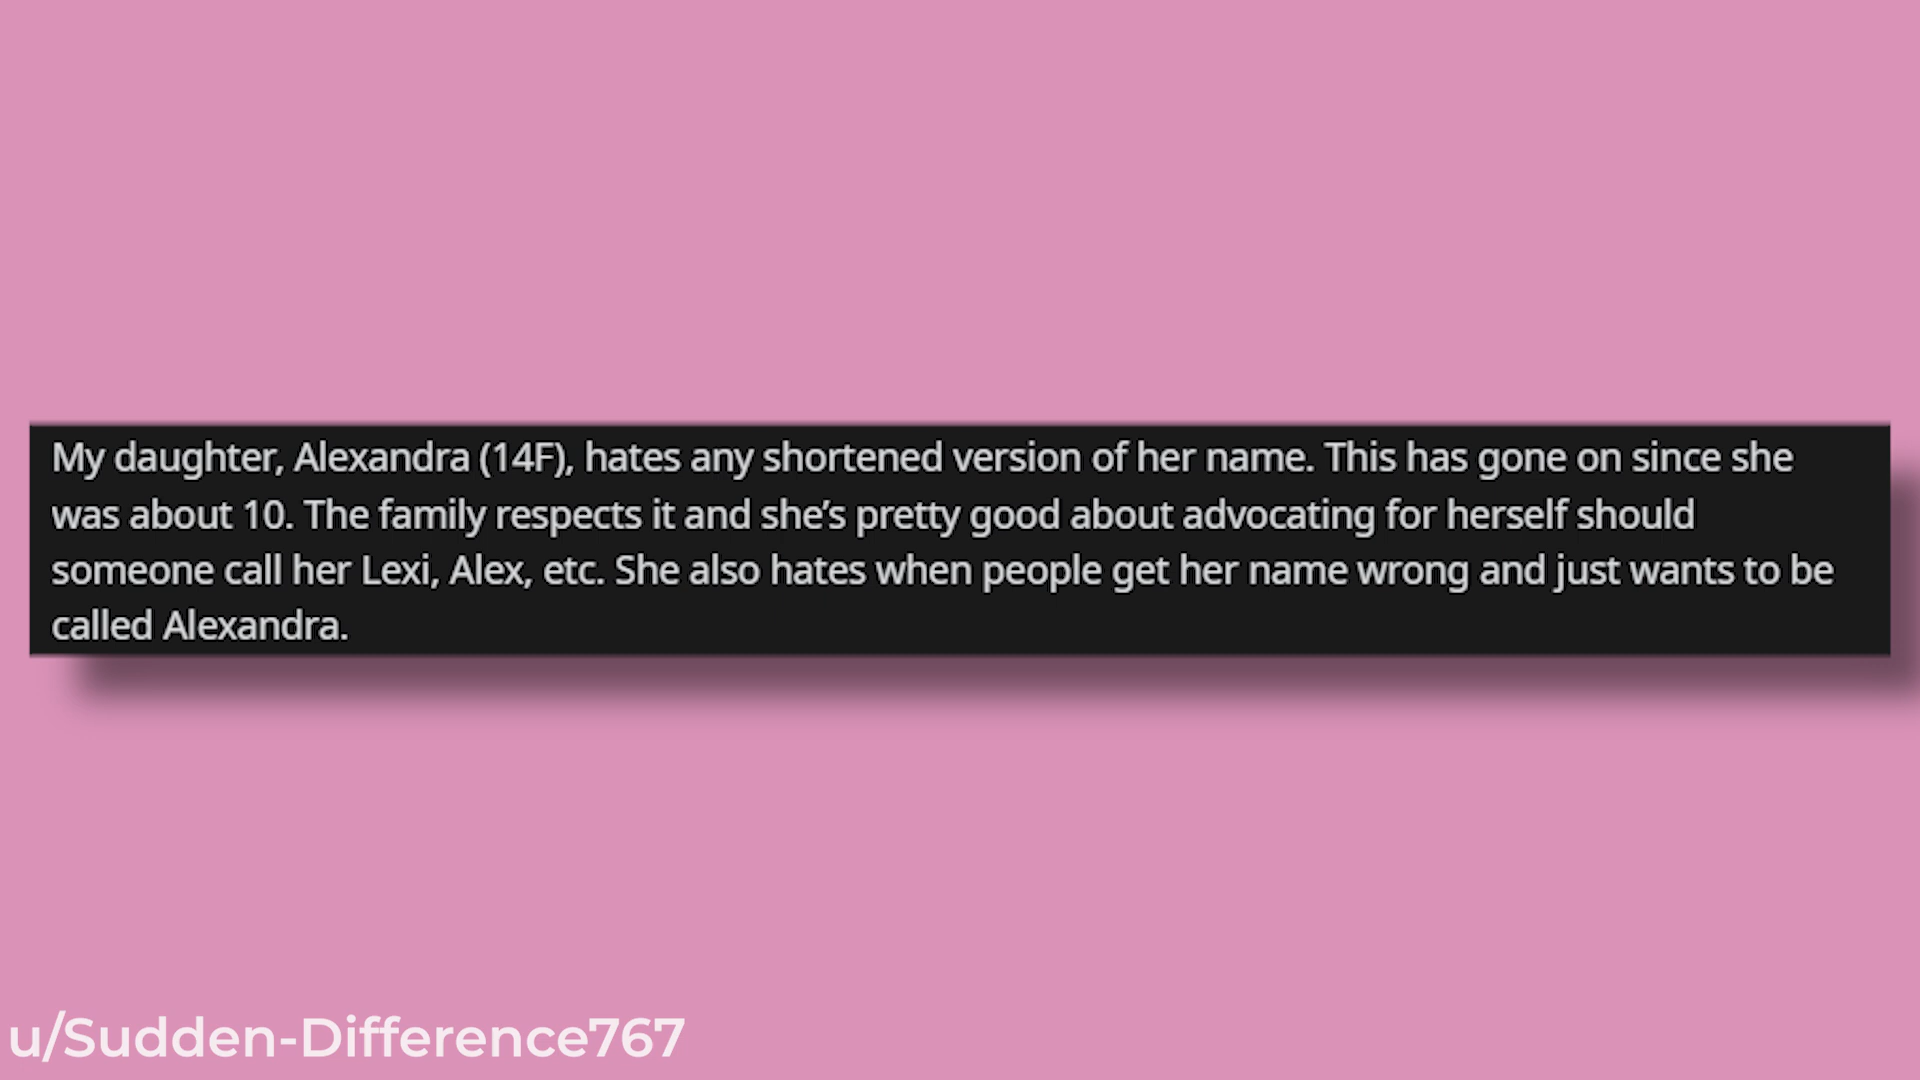 My daughter, Alexandra (14F), hates any shortened version of her name. This has gone on since she
was about 10. The family respects it and she’s pretty good about advocating for herself should
someone call her Lexi, Alex, etc. She also hates when people get her name wrong and just wants to be
called Alexandra.
u/Sudden-Difference767